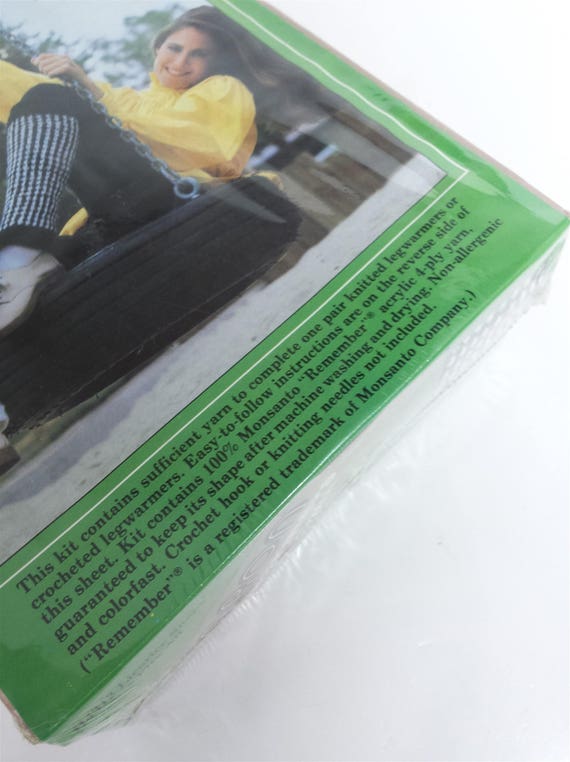 This kit contains sufficient yarn to complete one pair knitted legwarmers or
crocheted legwarmers. Easy-to-follow instructions are on the reverse side of
this sheet. Kit contains 100% Monsanto "Remember"® acrylic 4-ply yarn,
guaranteed to keep its shape after machine washing and drying. Non-allergenic
and colorfast. Crochet hook or knitting needles not included.
("Remember"® is a registered trademark of Monsanto Company.)